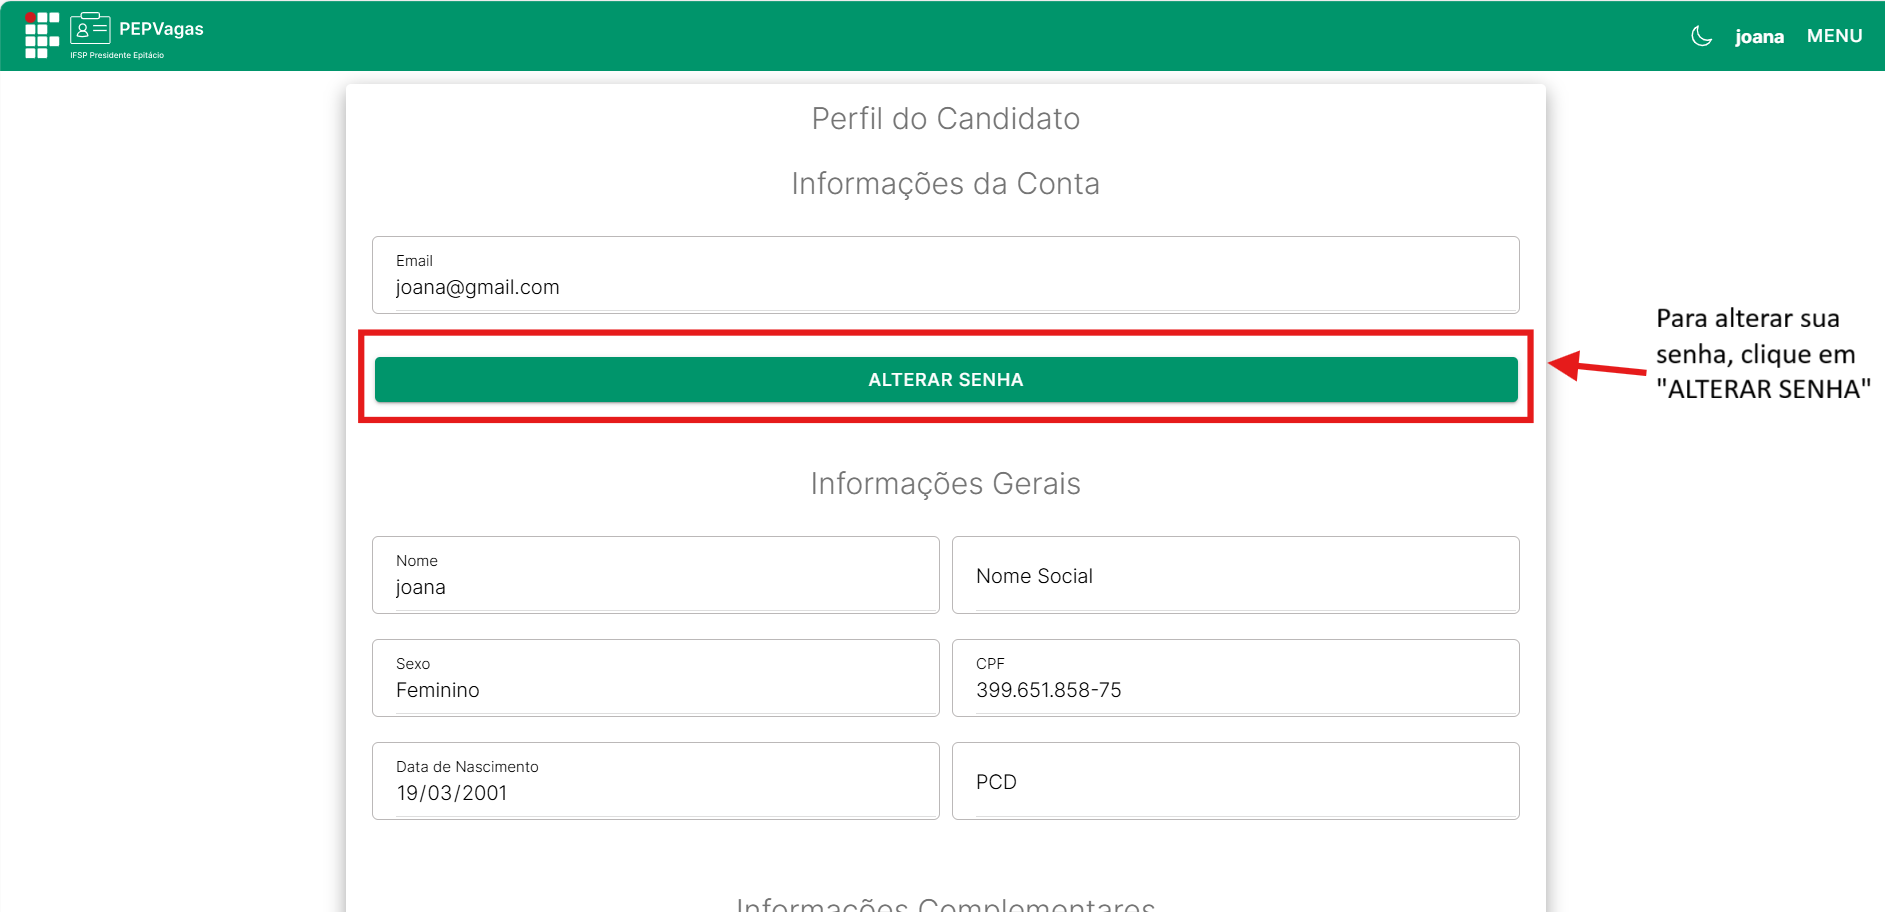 PEPVagas
IFSP Presidente Epitácio
joana
MENU
Perfil do Candidato
Informações da Conta
Email
joana@gmail.com
ALTERAR SENHA
Para alterar sua
senha, clique em
"ALTERAR SENHA"
Informações Gerais
Nome
joana
Nome Social
Sexo
Feminino
CPF
399.651.858-75
Data de Nascimento
19/03/2001
PCD
Informações Complementares